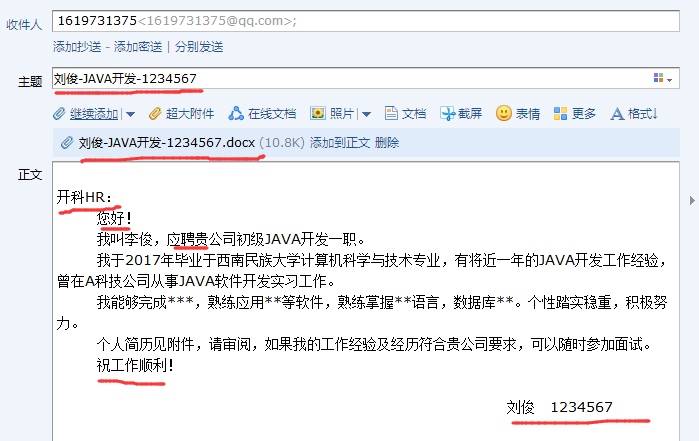 收件人 1619731375<1619731375@qq.com>;
添加抄送 - 添加密送 | 分别发送
主题 刘俊-JAVA开发-1234567
继续添加 | 超大附件 在线文档 照片 | 文档 截屏 表情 更多 格式↓
刘俊-JAVA开发-1234567.docx (10.8K) 添加到正文 删除
正文
开科HR：
您好！
我叫李俊，应聘贵公司初级JAVA开发一职。
我于2017年毕业于西南民族大学计算机科学与技术专业，有将近一年的JAVA开发工作经验，
曾在A科技公司从事JAVA软件开发实习工作。
我能够完成***，熟练应用**等软件，熟练掌握**语言，数据库**。个性踏实稳重，积极努
力。
个人简历见附件，请审阅，如果我的工作经验及经历符合贵公司要求，可以随时参加面试。
祝工作顺利！
刘俊 1234567